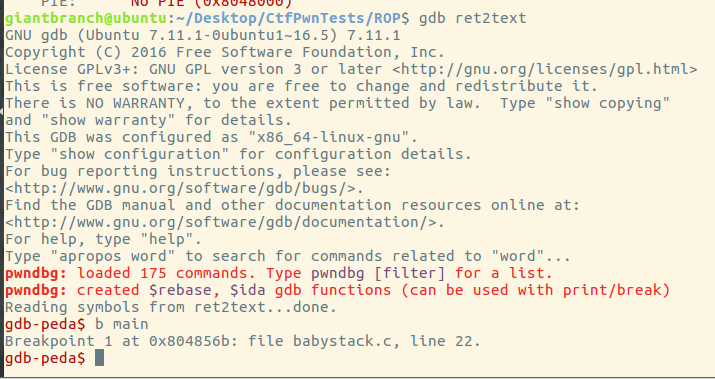 PIE:      No PIE (0x8048000)
giantbranch@ubuntu:~/Desktop/CtfPwnTests/ROP$ gdb ret2text
GNU gdb (Ubuntu 7.11.1-0ubuntu1~16.5) 7.11.1
Copyright (C) 2016 Free Software Foundation, Inc.
License GPLv3+: GNU GPL version 3 or later <http://gnu.org/licenses/gpl.html>
This is free software: you are free to change and redistribute it.
There is NO WARRANTY, to the extent permitted by law.  Type "show copying"
and "show warranty" for details.
This GDB was configured as "x86_64-linux-gnu".
Type "show configuration" for configuration details.
For bug reporting instructions, please see:
<http://www.gnu.org/software/gdb/bugs/>.
Find the GDB manual and other documentation resources online at:
<http://www.gnu.org/software/gdb/documentation/>.
For help, type "help".
Type "apropos word" to search for commands related to "word"...
pwndbg: loaded 175 commands. Type pwndbg [filter] for a list.
pwndbg: created $rebase, $ida gdb functions (can be used with print/break)
Reading symbols from ret2text...done.
gdb-peda$ b main
Breakpoint 1 at 0x804856b: file babystack.c, line 22.
gdb-peda$